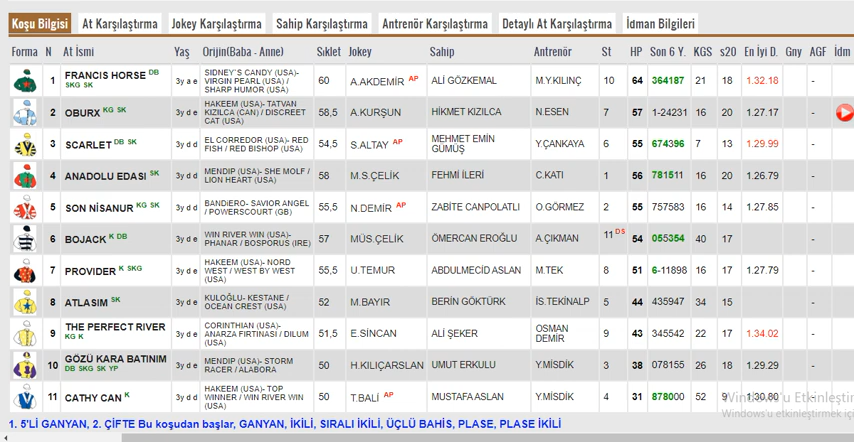 Koşu Bilgisi At Karşılaştırma Jokey Karşılaştırma Sahip Karşılaştırma Antrenör Karşılaştırma Detaylı At Karşılaştırma İdman Bilgileri
Forma N At İsmi Yaş Orijin(Baba - Anne) Sıklet Jokey Sahip Antrenör St HP Son 6 Y. KGS s20 En İyi D. Gny AGF İdm
1 FRANCIS HORSE DB SKG SK 3y a e SIDNEY'S CANDY (USA)- VIRGIN PEARL (USA) / SHARP HUMOR (USA) 60 A.AKDEMİR AP ALİ GÖZKEMAL M.Y.KILINÇ 10 64 364187 21 18 1.32.18 -
2 OBURX KG SK 3y d d HAKEEM (USA)- TATVAN KIZILCA (CAN) / DISCREET CAT (USA) 58,5 A.KURŞUN HİKMET KIZILCA N.ESEN 7 57 1-24231 16 20 1.27.17 -
3 SCARLET DB SK 3y d d EL CORREDOR (USA)- RED FISH / RED BISHOP (USA) 54,5 S.ALTAY AP MEHMET EMİN GÜMÜŞ Y.ÇANKAYA 6 55 674396 7 13 1.29.99 -
4 ANADOLU EDASI SK 3y d d MENDIP (USA)- SHE MOLF / LION HEART (USA) 58 M.S.ÇELİK FEHMİ İLERİ C.KATI 1 56 781511 16 20 1.26.79 -
5 SON NİSANUR KG SK 3y d d BANDiERO- SAVIOR ANGEL / POWERSCOURT (GB) 55,5 N.DEMİR AP ZABİTE CANPOLATLI O.GÖRMEZ 2 55 757583 16 14 1.27.85 -
6 BOJACK K DB 3y d e WIN RIVER WIN (USA)- PHANAR / BOSPORUS (IRE) 57 MÜS.ÇELİK ÖMERCAN EROĞLU A.ÇIKMAN 11 DS 54 055354 40 17 -
7 PROVIDER K SKG 3y d e HAKEEM (USA)- NORD WEST / WEST BY WEST (USA) 55,5 U.TEMUR ABDULMECİD ASLAN M.TEK 8 51 6-11898 16 17 1.27.79 -
8 ATLASIM SK 3y d e KULOĞLU- KESTANE / OCEAN CREST (USA) 52 M.BAYIR BERİN GÖKTÜRK İS.TEKİNALP 5 44 435947 34 15 -
9 THE PERFECT RIVER KG K 3y d e CORINTHIAN (USA)- ANARZA FIRTINASI / DILUM (USA) 51,5 E.SİNCAN ALİ ŞEKER OSMAN DEMİR 9 43 345542 22 17 1.34.02 -
10 GÖZÜ KARA BATINIM DB SKG SK YP 3y d e MENDIP (USA)- STORM RACER / ALABORA 50 H.KILIÇARSLAN UMUT ERKULU Y.MİSDİK 3 38 078155 26 18 1.29.29 -
11 CATHY CAN K 3y d d HAKEEM (USA)- TOP WINNER / WIN RIVER WIN (USA) 50 T.BALİ AP MUSTAFA ASLAN Y.MİSDİK 4 31 878000 52 9 1.30.80 -
Windows'u Etkinleştir
Windows'u etkinleştirmek için
1. 5'Lİ GANYAN, 2. ÇİFTE Bu koşudan başlar, GANYAN, İKİLİ, SIRALI İKİLİ, ÜÇLÜ BAHİS, PLASE, PLASE İKİLİ